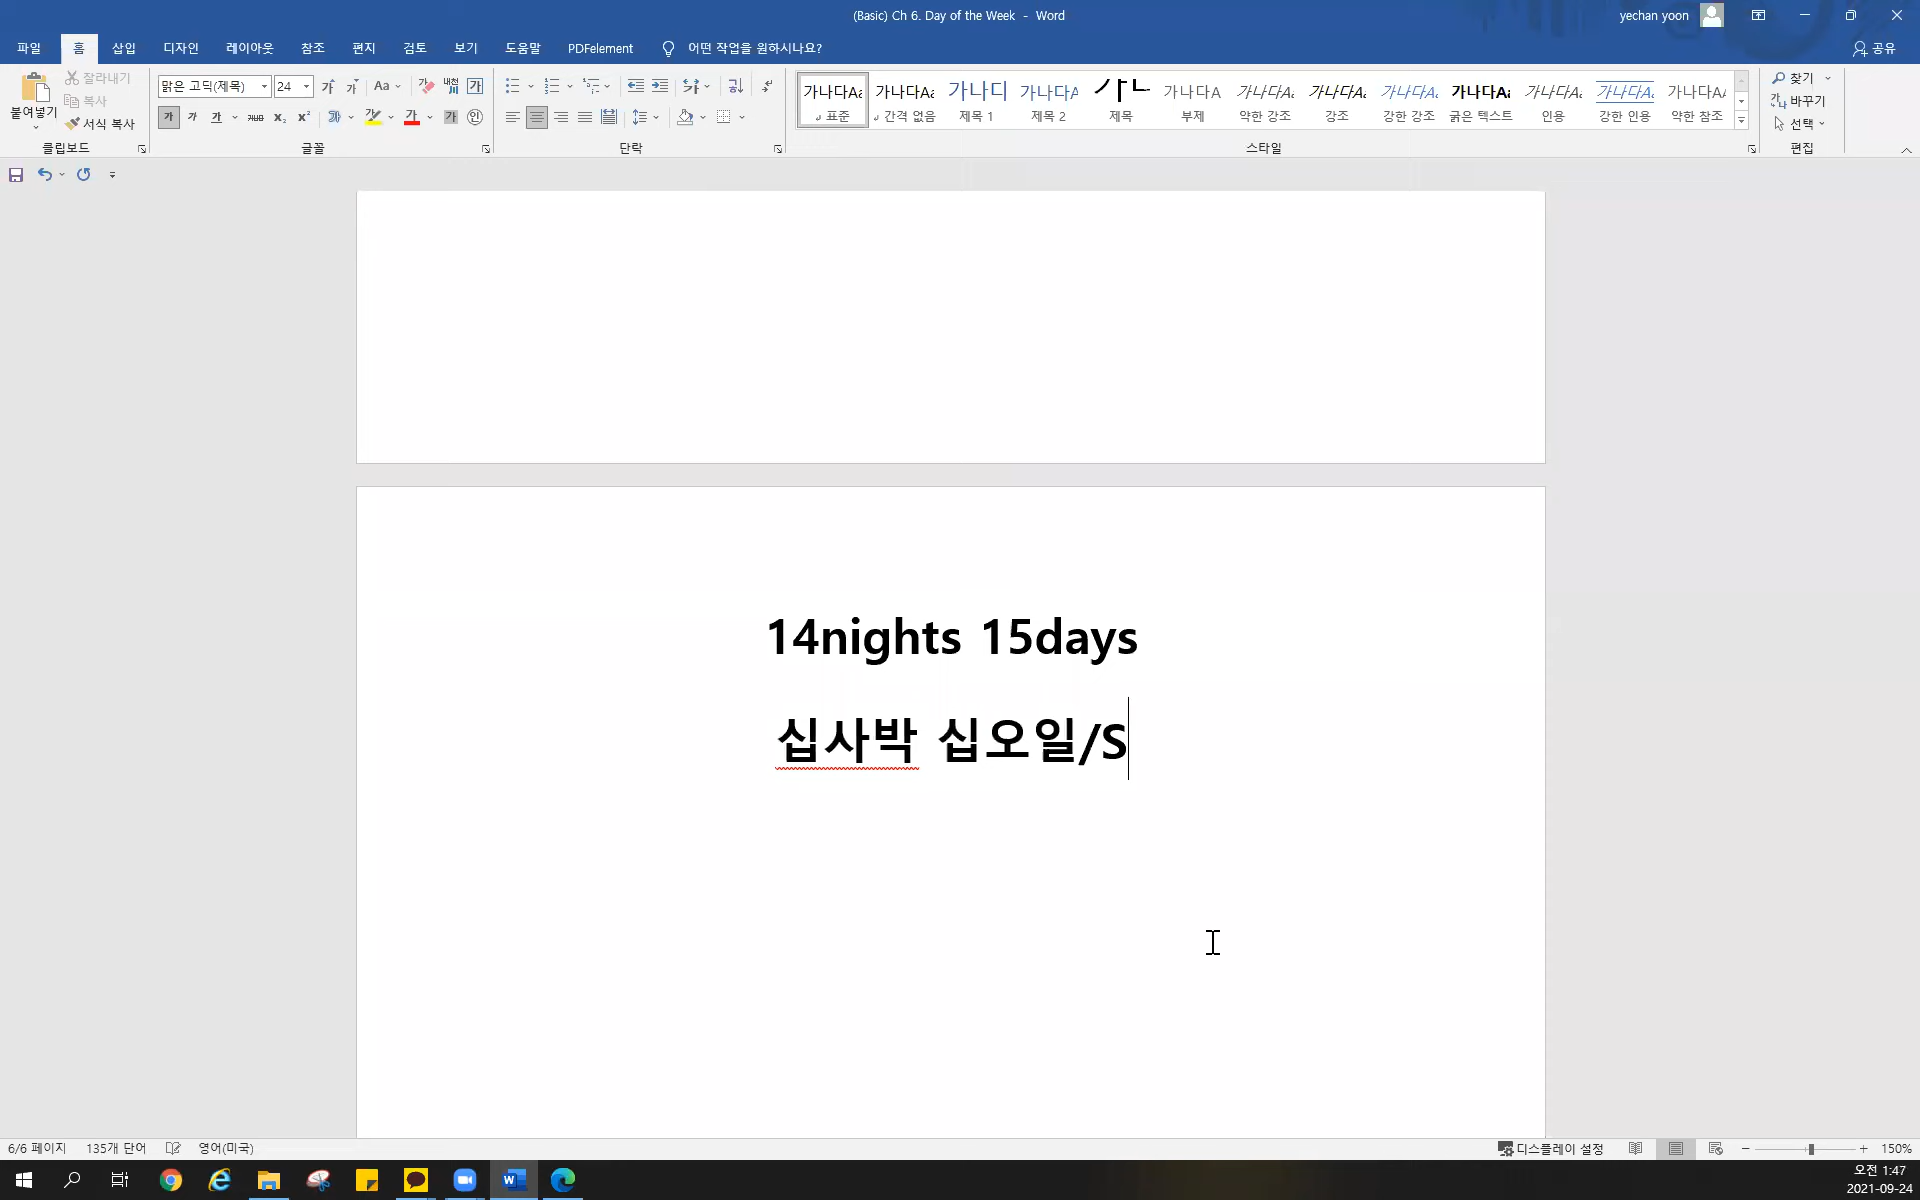 (Basic) Ch 6. Day of the Week - Word
yechan yoon
파일 홈 삽입 디자인 레이아웃 참조 편지 검토 보기 도움말 PDFelement 어떤 작업을 원하시나요? 공유
붙여넣기
잘라내기
복사
서식 복사
클립보드
맑은 고딕(제목) 24
글꼴
단락
가나다Aa 가나다Aa 가나디 가나다A 가나다A 가나다Aa 가나다Aa 가나다Aa 가나다Aa 가나다Aa 가나다Aa 가나다A
표준 간격 없음 제목 1 제목 2 제목 부제 약한 강조 강조 강한 강조 굵은 텍스트 인용 강한 인용 약한 참조
스타일
찾기
바꾸기
선택
편집
14nights 15days
십사박 십오일/S
6/6 페이지 135개 단어 영어(미국) 디스플레이 설정 150%
오전 1:47
2021-09-24